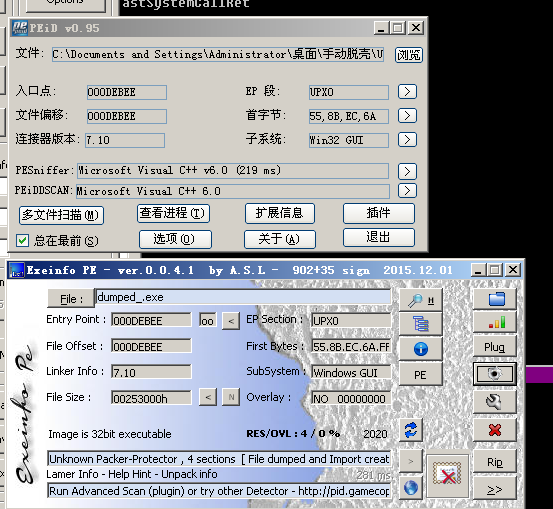 Options
astSystemCallRet
PEiD v0.95
文件: C:\Documents and Settings\Administrator\桌面\手动脱壳\U 浏览
入口点: 000DEBEE EP 段: UPX0 >
文件偏移: 000DEBEE 首字节: 55,8B,EC,6A >
连接器版本: 7.10 子系统: Win32 GUI >
PESniffer: Microsoft Visual C++ v6.0 (219 ms) >
PEiDDSCAN: Microsoft Visual C++ 6.0 >
多文件扫描(M) 查看进程(T) 扩展信息 插件
总在最前(S) 选项(O) 关于(A) 退出
Exeinfo PE - ver.0.0.4.1 by A.S.L - 902+35 sign 2015.12.01
File : dumped_.exe H
Entry Point : 000DEBEE oo < EP Section : UPX0
File Offset : 000DEBEE First Bytes : 55.8B.EC.6A.FF Plug
Linker Info : 7.10 SubSystem : Windows GUI PE
File Size : 00253000h < N Overlay : NO 00000000
Image is 32bit executable RES/OVL : 4 / 0 % 2020
Unknown Packer-Protector , 4 sections [ File dumped and Import creat > Rip
Lamer Info - Help Hint - Unpack info 281 ms
Run Advanced Scan (plugin) or try other Detector - http://pid.gamecop >>
Exeinfo Pe